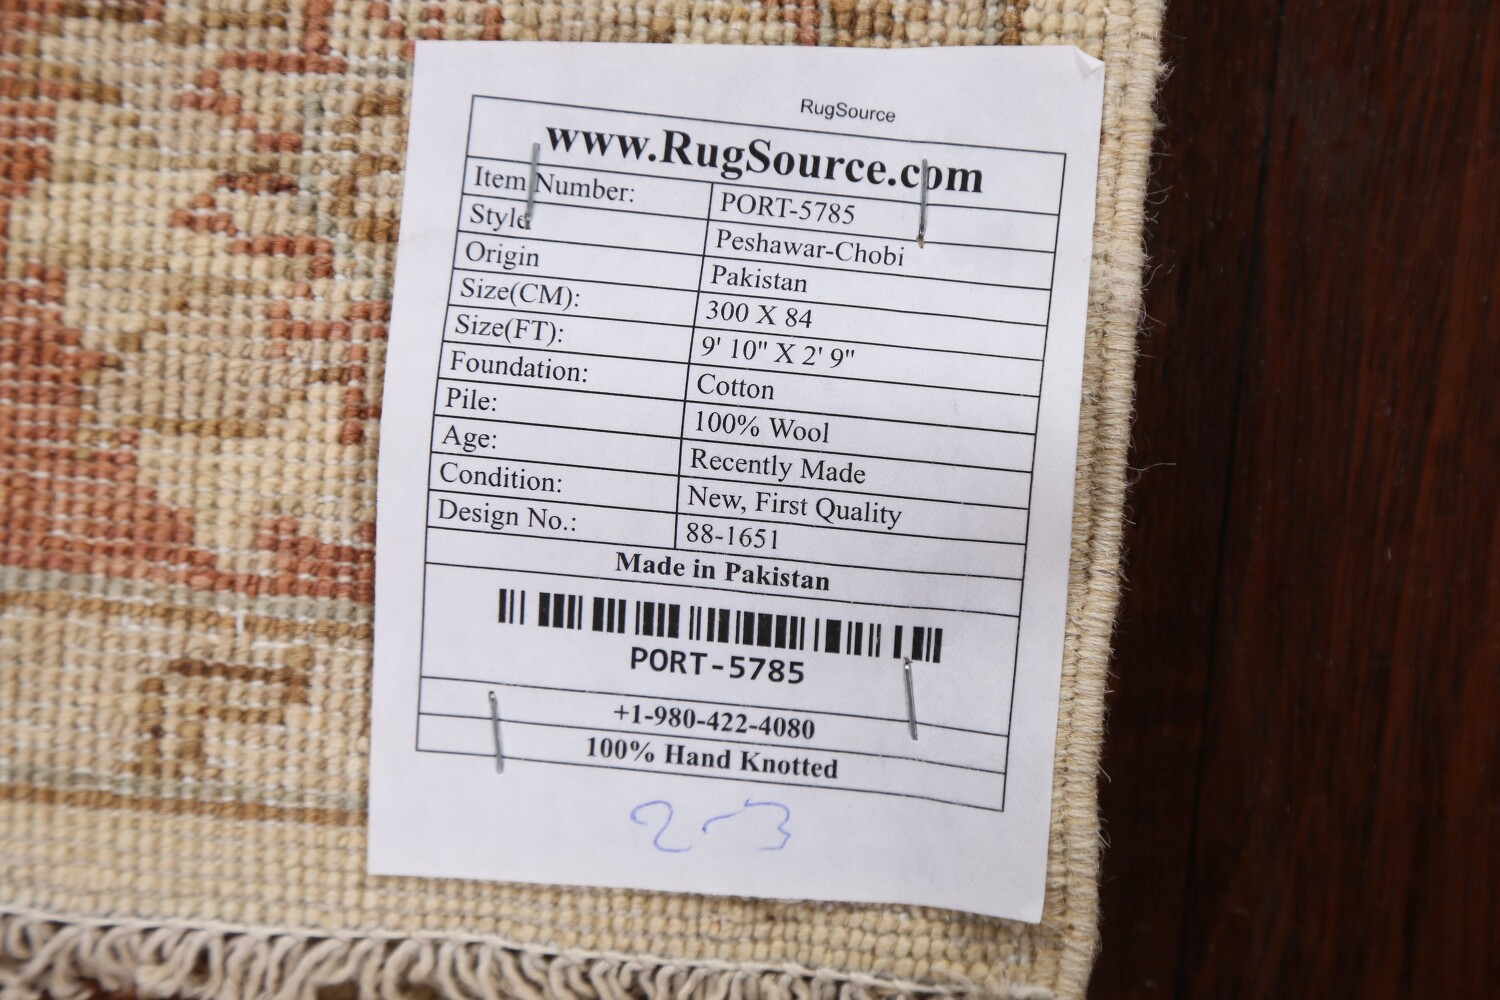 RugSource
www.RugSource.com
Item Number: PORT-5785
Style Peshawar-Chobi
Origin Pakistan
Size(CM): 300 X 84
Size(FT): 9' 10" X 2' 9"
Foundation: Cotton
Pile: 100% Wool
Age: Recently Made
Condition: New, First Quality
Design No.: 88-1651
Made in Pakistan
PORT-5785
+1-980-422-4080
100% Hand Knotted
2-3